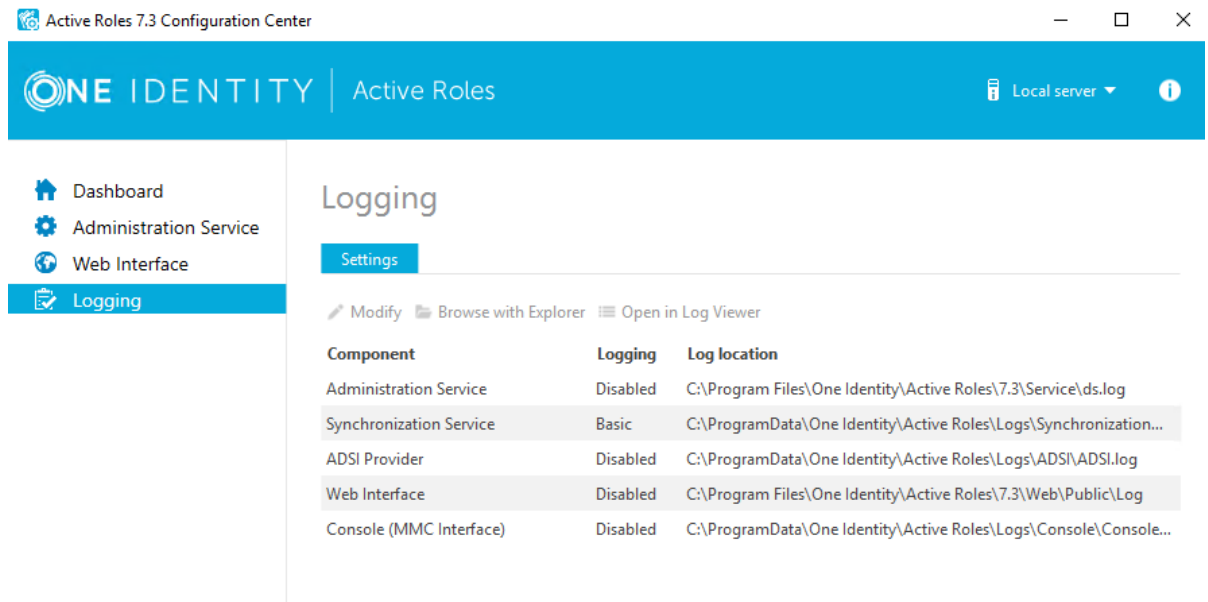 Active Roles 7.3 Configuration Center
ONE IDENTITY Active Roles
Local server
Dashboard
Administration Service
Web Interface
Logging
Logging
Settings
Modify Browse with Explorer Open in Log Viewer
Component Logging Log location
Administration Service Disabled C:\Program Files\One Identity\Active Roles\7.3\Service\ds.log
Synchronization Service Basic C:\ProgramData\One Identity\Active Roles\Logs\Synchronization...
ADSI Provider Disabled C:\ProgramData\One Identity\Active Roles\Logs\ADSI\ADSI.log
Web Interface Disabled C:\Program Files\One Identity\Active Roles\7.3\Web\Public\Log
Console (MMC Interface) Disabled C:\ProgramData\One Identity\Active Roles\Logs\Console\Console...